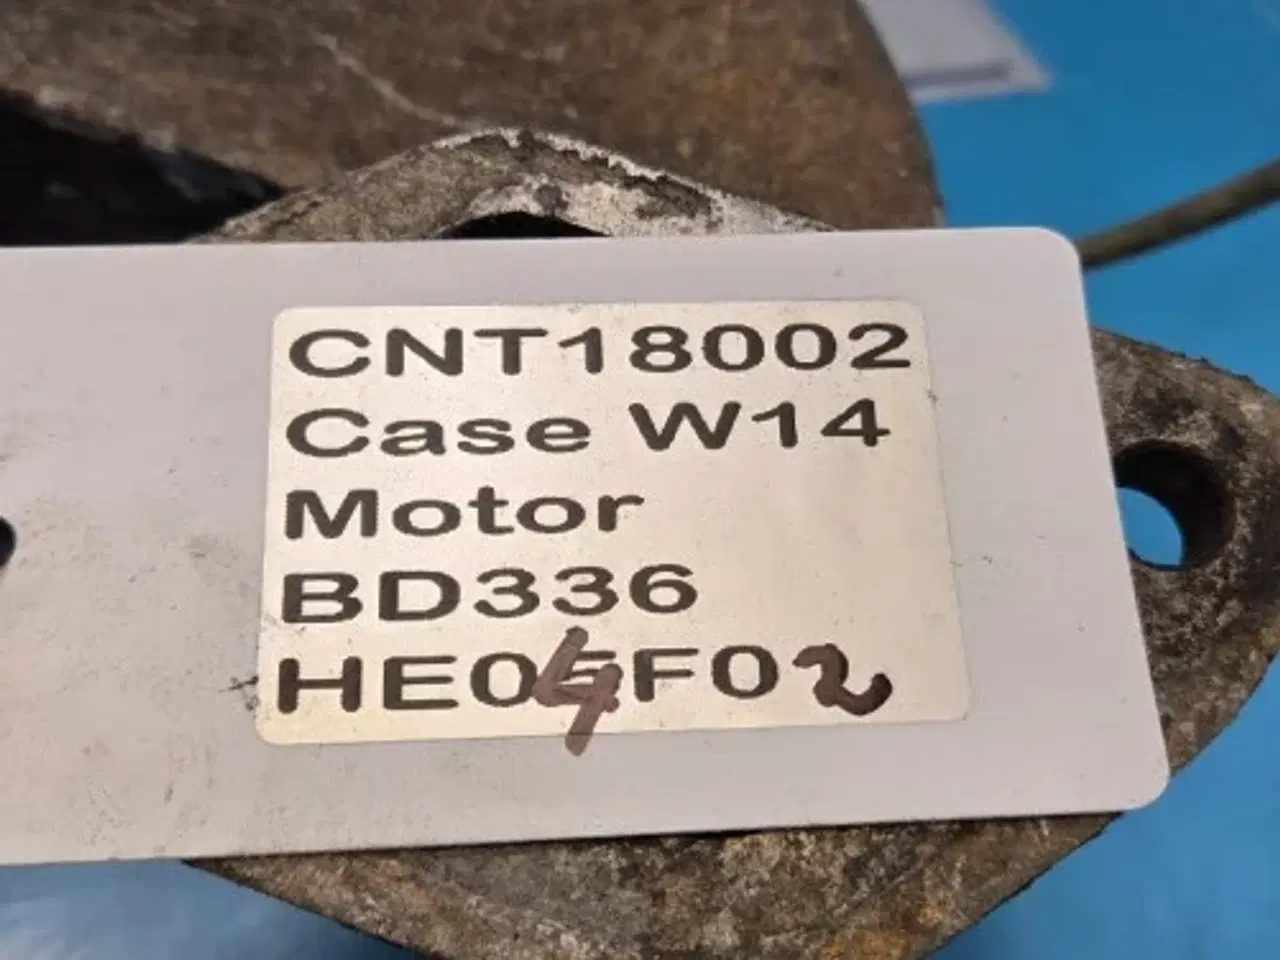 CNT18002
Case W14
Motor
BD336
HE04F02